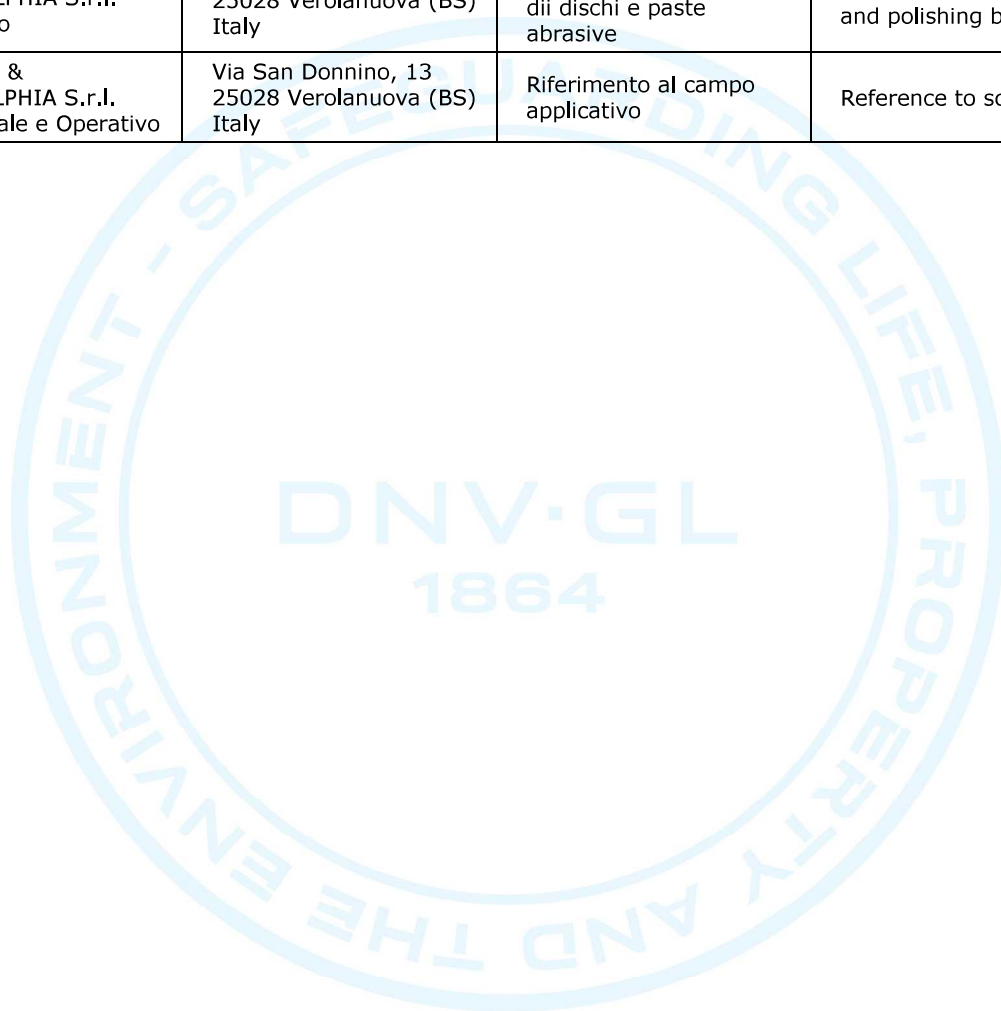 LPHIA S.r.l.
o
25028 Verolanuova (BS)
Italy
dii dischi e paste
abrasive
and polishing b
&
LPHIA S.r.l.
ale e Operativo
Via San Donnino, 13
25028 Verolanuova (BS)
Italy
Riferimento al campo
applicativo
Reference to sc
SAFEGUARDING LIFE, PROPERTY AND THE ENVIRONMENT -
DNV·GL
1864